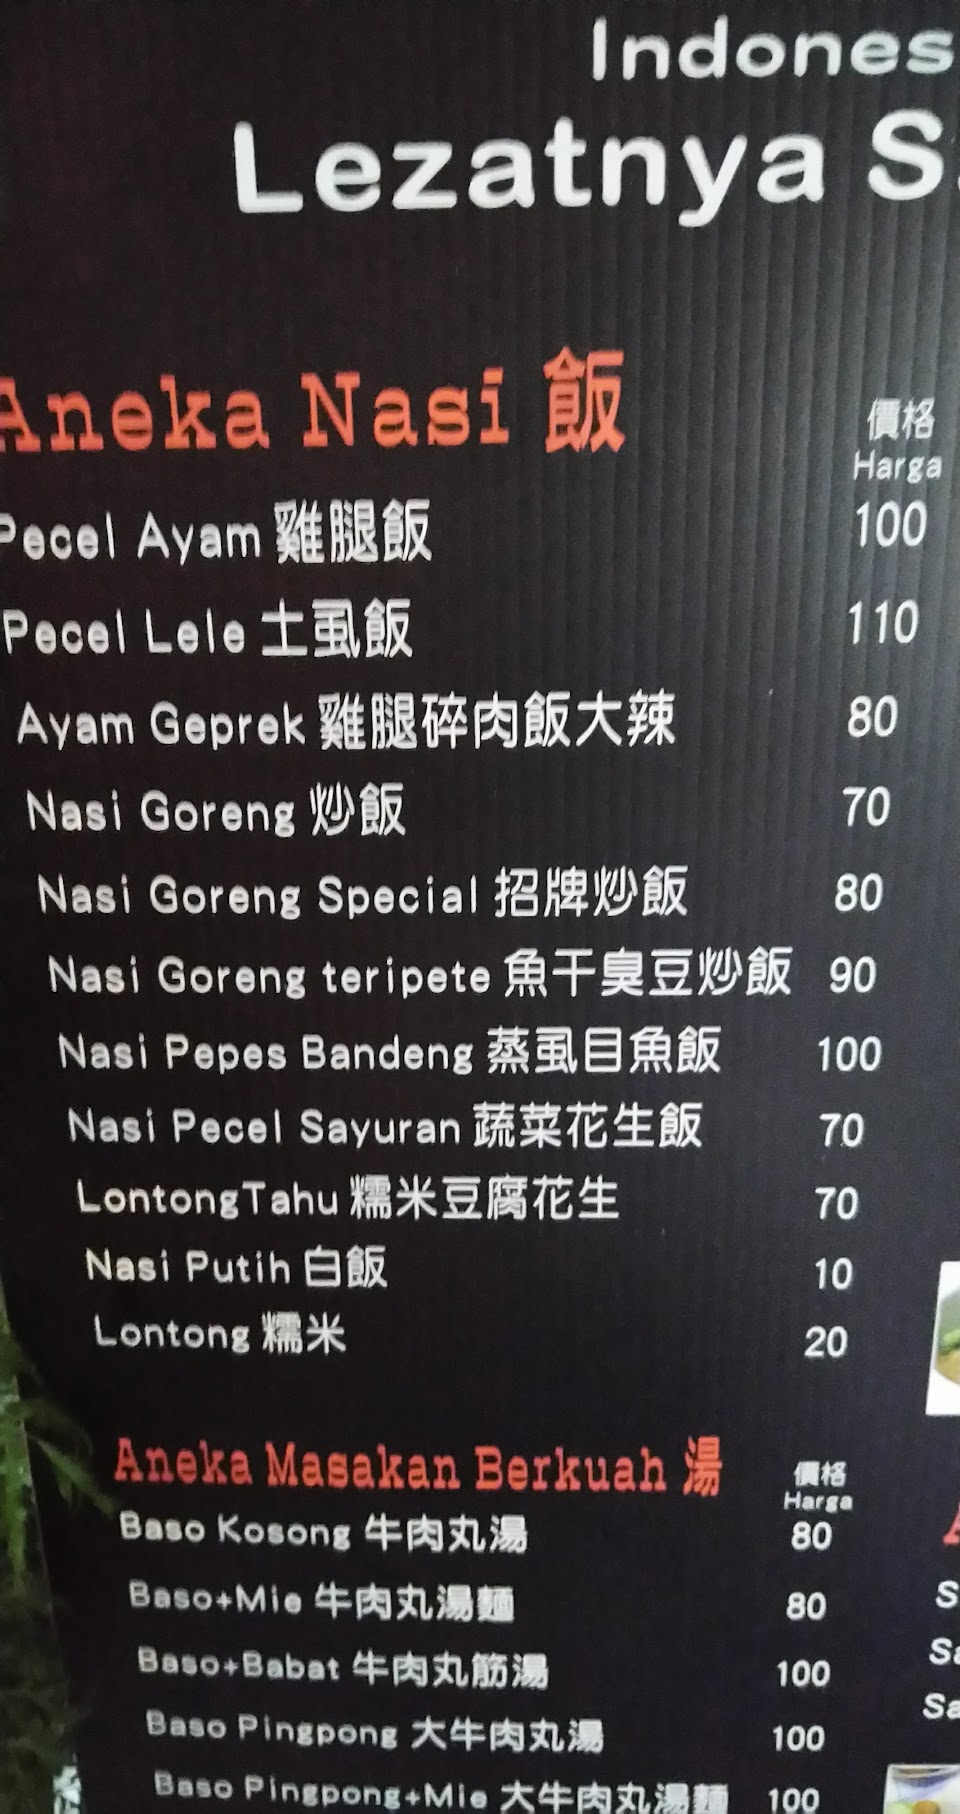 Indones
Lezatnya S
Aneka Nasi 飯
價格
Harga
Pecel Ayam 雞腿飯 100
Pecel Lele 土虱飯 110
Ayam Geprek 雞腿碎肉飯大辣 80
Nasi Goreng 炒飯 70
Nasi Goreng Special 招牌炒飯 80
Nasi Goreng teripete 魚干臭豆炒飯 90
Nasi Pepes Bandeng 蒸虱目魚飯 100
Nasi Pecel Sayuran 蔬菜花生飯 70
LontongTahu 糯米豆腐花生 70
Nasi Putih 白飯 10
Lontong 糯米 20
Aneka Masakan Berkuah 湯
價格
Harga
Baso Kosong 牛肉丸湯 80
Baso+Mie 牛肉丸湯麵 80
Baso+Babat 牛肉丸筋湯 100
Baso Pingpong 大牛肉丸湯 100
Baso Pingpong+Mie 大牛肉丸湯麵 100
S
Sa
Sa